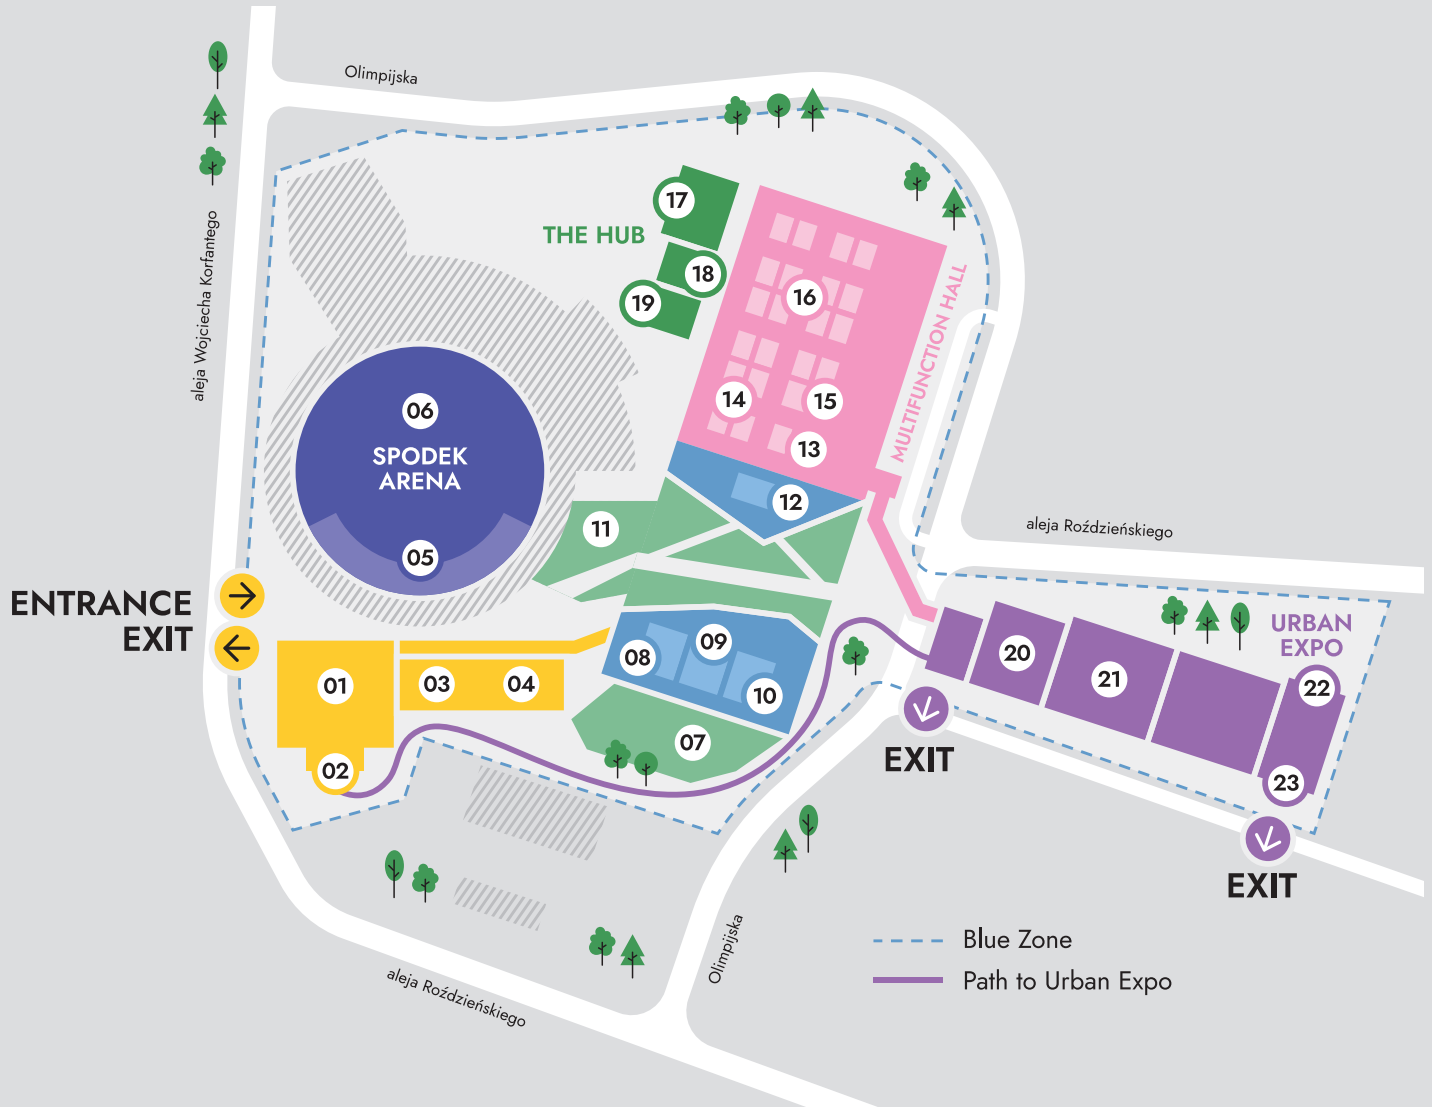 Olimpijska
aleja Wojciecha Korfantego
17
THE HUB
18
19
16
MULTIFUNCTION HALL
14
15
13
06
SPODEK
ARENA
12
11
05
aleja Roździeńskiego
ENTRANCE
EXIT
01
03
04
02
08
09
10
07
20
21
URBAN
EXPO
22
23
EXIT
EXIT
Olimpijska
aleja Roździeńskiego
Blue Zone
Path to Urban Expo